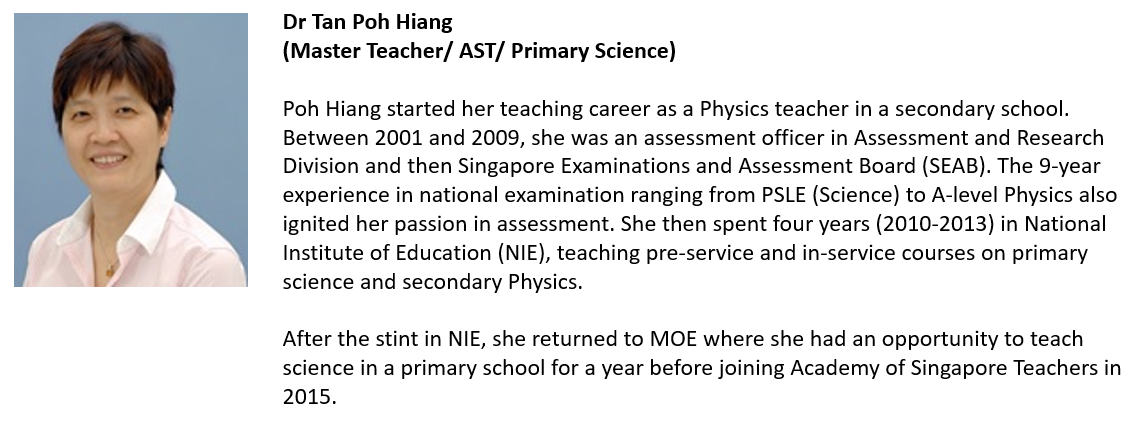 Dr Tan Poh Hiang
(Master Teacher/ AST/ Primary Science)
Poh Hiang started her teaching career as a Physics teacher in a secondary school.
Between 2001 and 2009, she was an assessment officer in Assessment and Research
Division and then Singapore Examinations and Assessment Board (SEAB). The 9-year
experience in national examination ranging from PSLE (Science) to A-level Physics also
ignited her passion in assessment. She then spent four years (2010-2013) in National
Institute of Education (NIE), teaching pre-service and in-service courses on primary
science and secondary Physics.
After the stint in NIE, she returned to MOE where she had an opportunity to teach
science in a primary school for a year before joining Academy of Singapore Teachers in
2015.